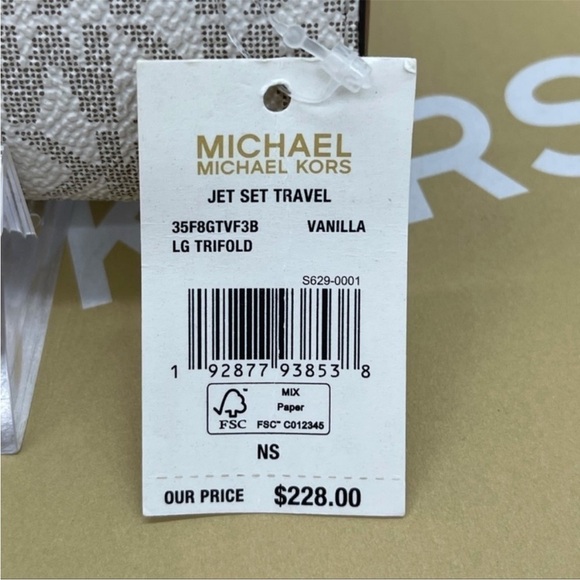 KORS
MICHAEL
MICHAEL KORS
JET SET TRAVEL
35F8GTVF3B VANILLA
LG TRIFOLD
S629-0001
1 92877 93853 8
FSC
MIX
Paper
FSC™ C012345
NS
OUR PRICE $228.00